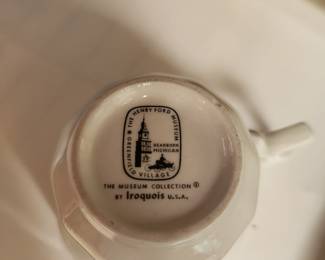 THE HENRY FORD MUSEUM
GREENFIELD VILLAGE
DEARBORN
MICHIGAN
THE MUSEUM COLLECTION ®
BY Iroquois U.S.A.